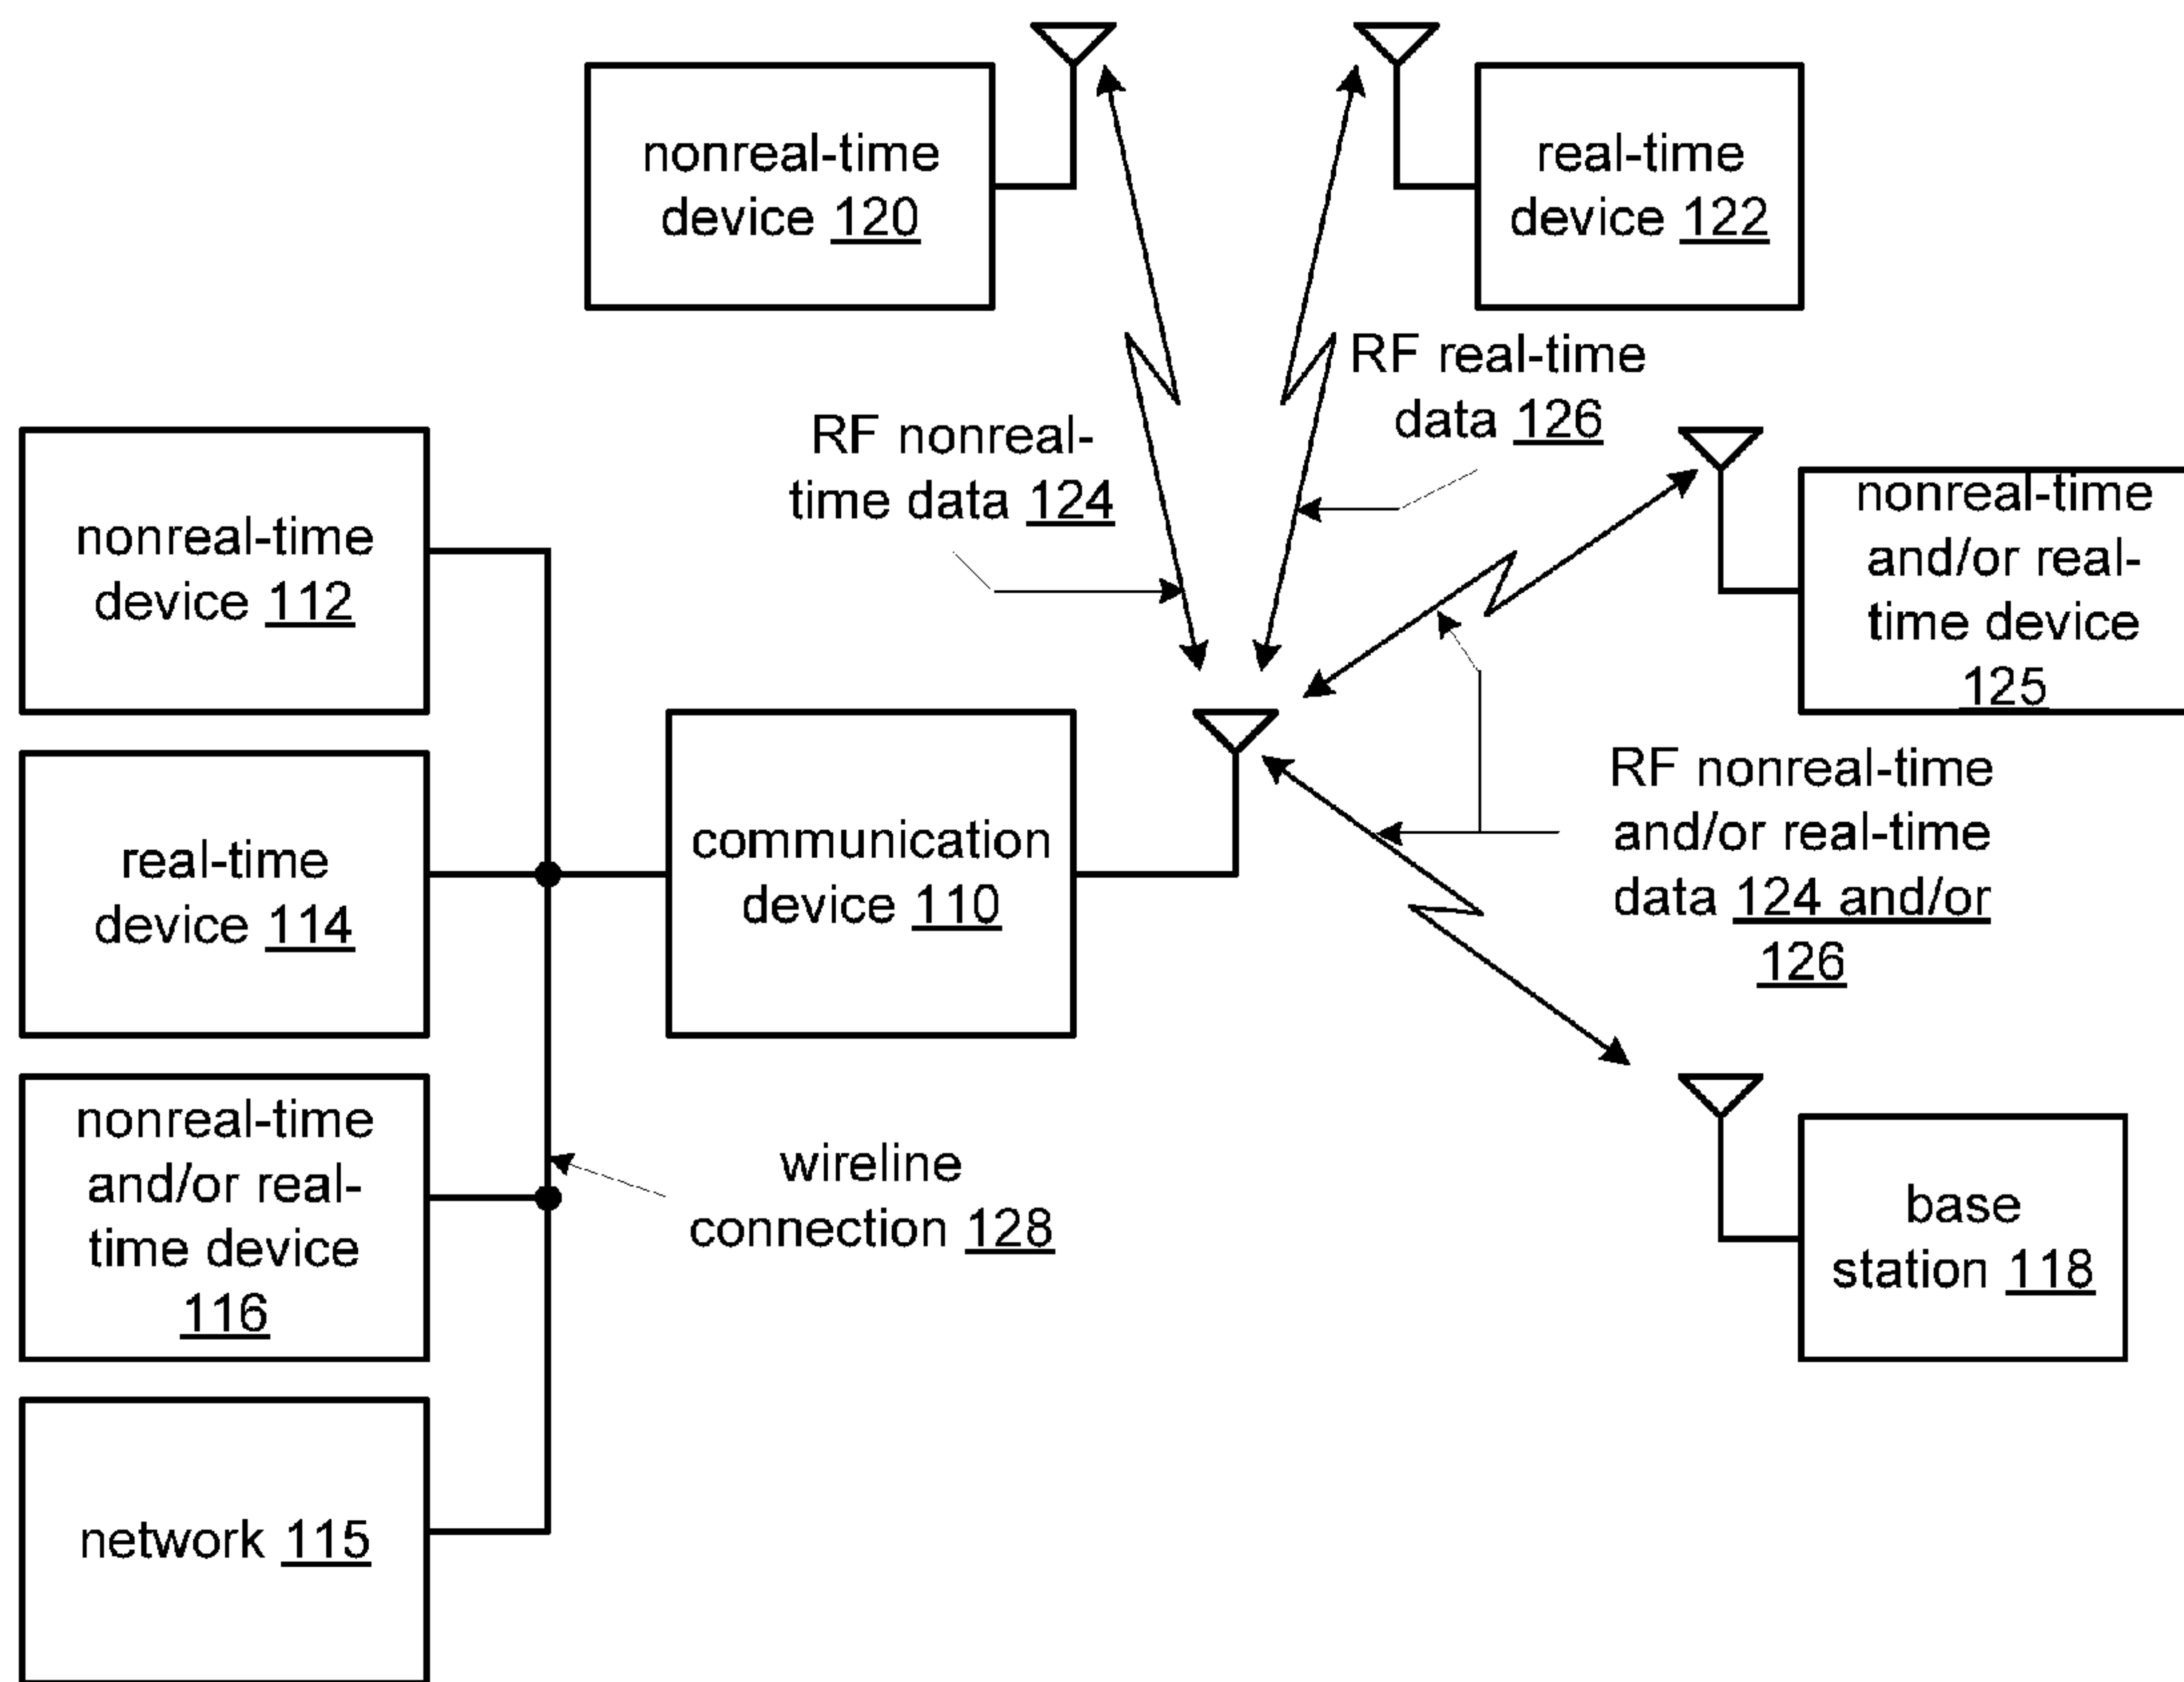 nonreal-time
device 120
real-time
device 122
RF real-time
data 126
RF nonreal-
time data 124
nonreal-time
and/or real-
time device
125
nonreal-time
device 112
RF nonreal-time
and/or real-time
data 124 and/or
126
communication
device 110
real-time
device 114
nonreal-time
and/or real-
time device
116
wireline
connection 128
base
station 118
network 115